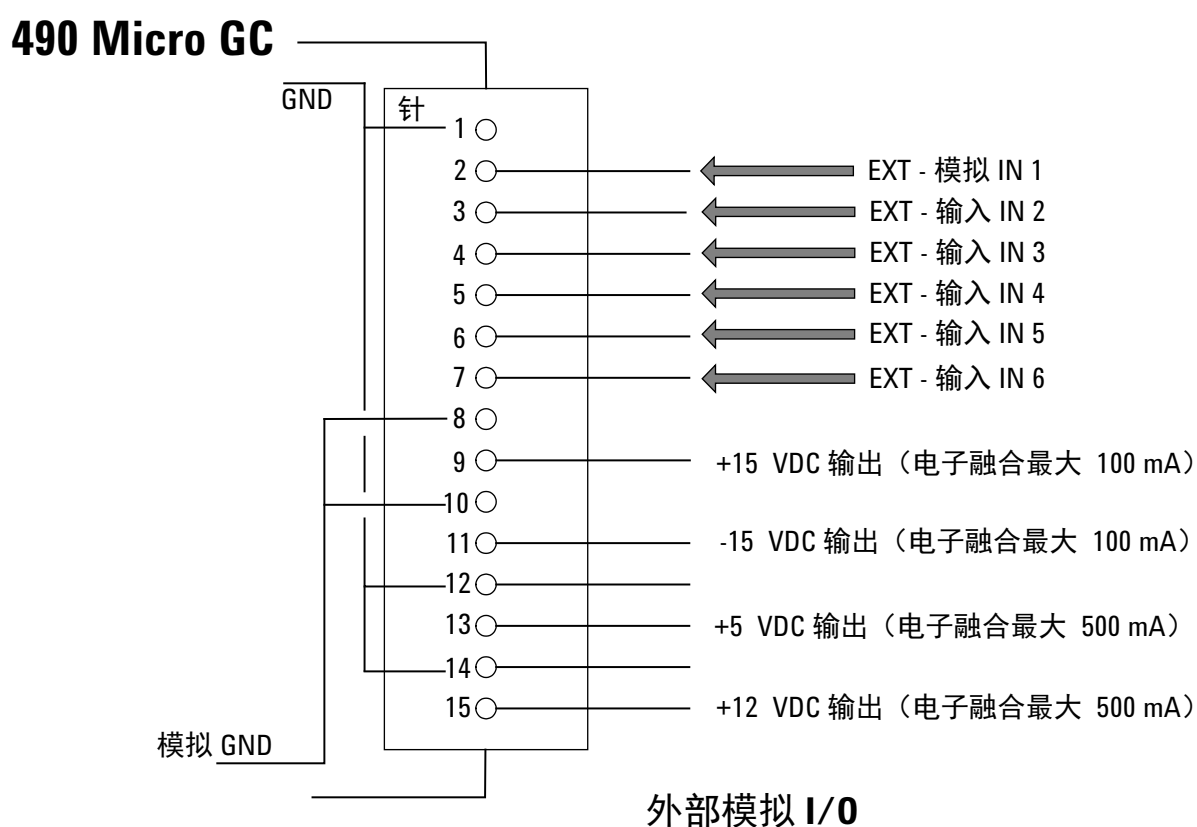 490 Micro GC
GND
针
1
2 EXT - 模拟 IN 1
3 EXT - 输入 IN 2
4 EXT - 输入 IN 3
5 EXT - 输入 IN 4
6 EXT - 输入 IN 5
7 EXT - 输入 IN 6
8
9 +15 VDC 输出（电子融合最大 100 mA）
10
11 -15 VDC 输出（电子融合最大 100 mA）
12
13 +5 VDC 输出（电子融合最大 500 mA）
14
15 +12 VDC 输出（电子融合最大 500 mA）
模拟 GND
外部模拟 I/O